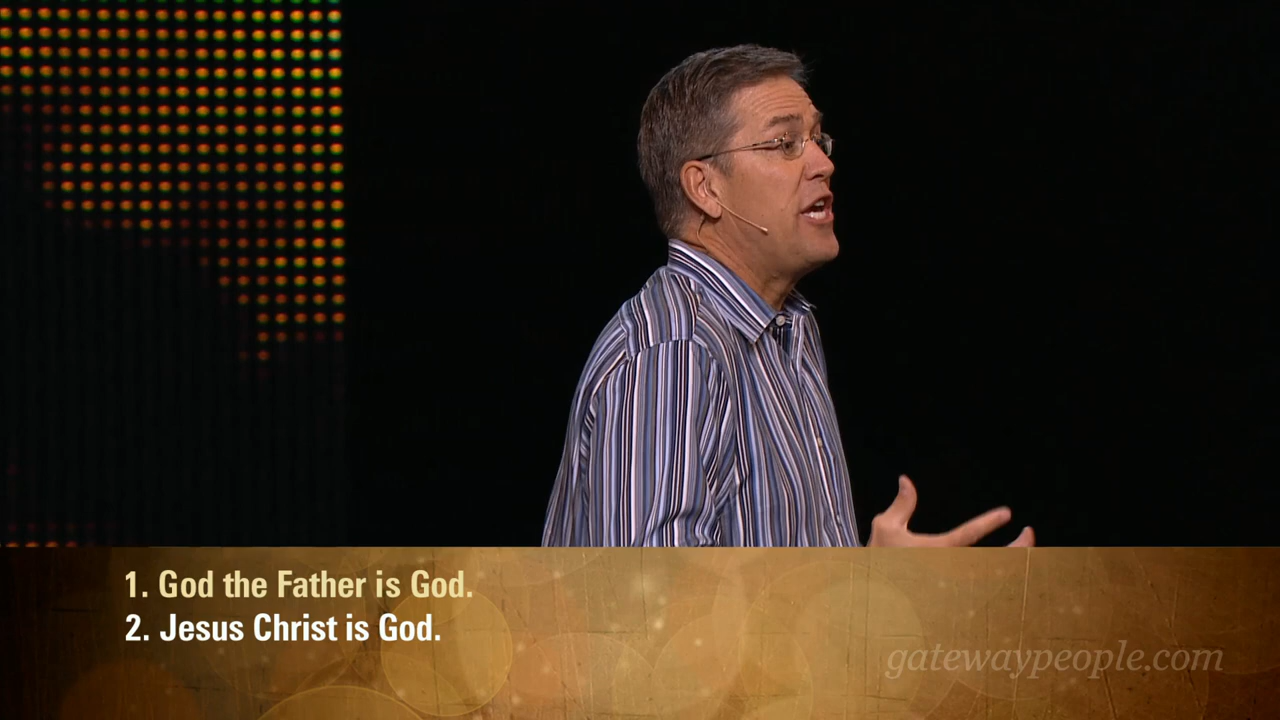 1. God the Father is God.
2. Jesus Christ is God.
gatewaypeople.com